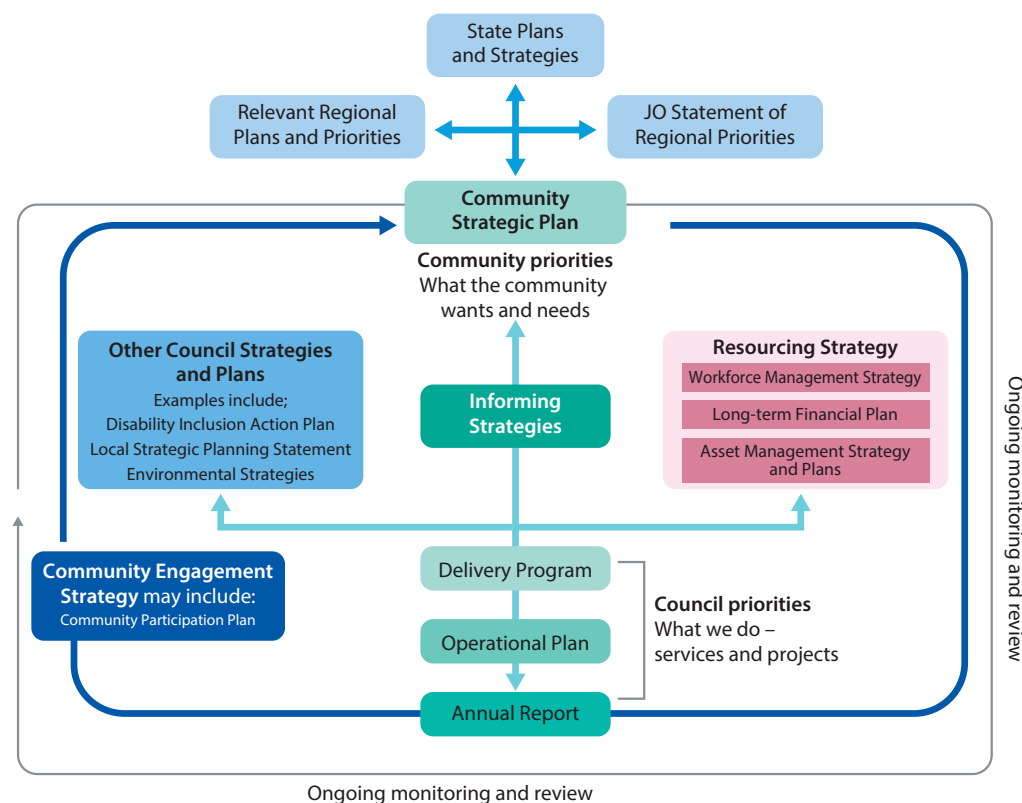 State Plans
and Strategies
Relevant Regional
Plans and Priorities
JO Statement of
Regional Priorities
Community
Strategic Plan
Community priorities
What the community
wants and needs
Other Council Strategies
and Plans
Examples include;
Disability Inclusion Action Plan
Local Strategic Planning Statement
Environmental Strategies
Informing
Strategies
Resourcing Strategy
Workforce Management Strategy
Long-term Financial Plan
Asset Management Strategy
and Plans
Ongoing monitoring and review
Community Engagement
Strategy may include:
Community Participation Plan
Delivery Program
Operational Plan
Annual Report
Council priorities
What we do –
services and projects
Ongoing monitoring and review